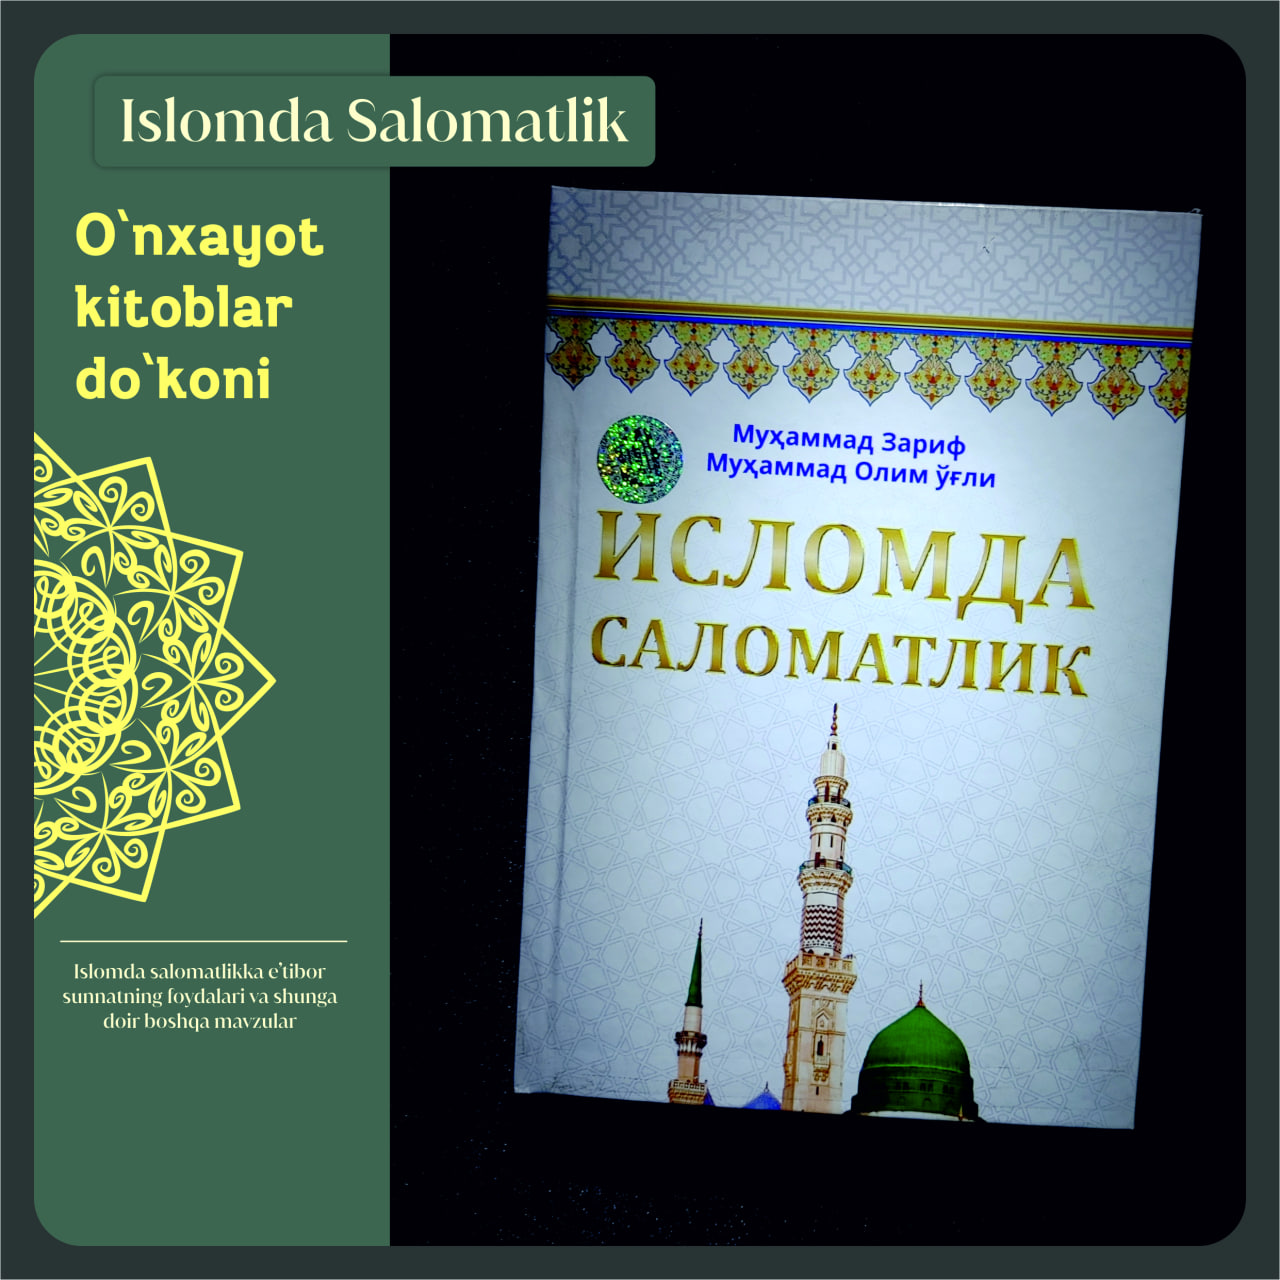 Islomda Salomatlik
O`nxayot
kitoblar
do`koni
Islomda salomatlikka e'tibor
sunnatning foydalari va shunga
doir boshqa mavzular
Муҳаммад Зариф
Муҳаммад Олим ўғли
ИСЛОМДА
САЛОМАТЛИК